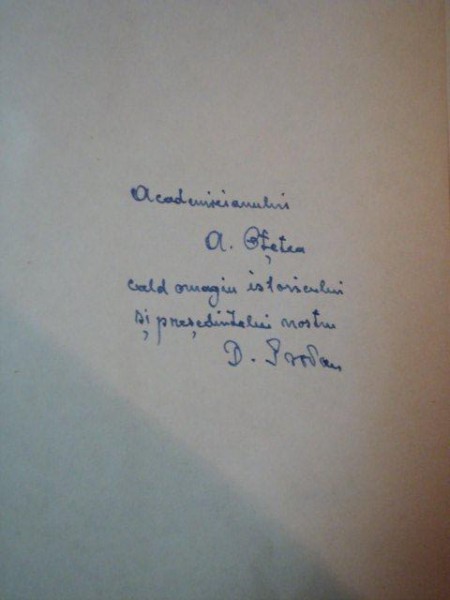 Academicianului
A. Oțetea
cald omagiu istoricului
și președintelui nostru
D. Prodan